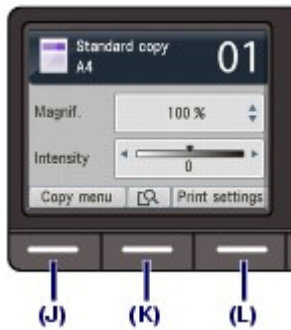 Standard copy
A4
01
Magnif.
100 %
Intensity
0
Copy menu
Print settings
(J)
(K)
(L)